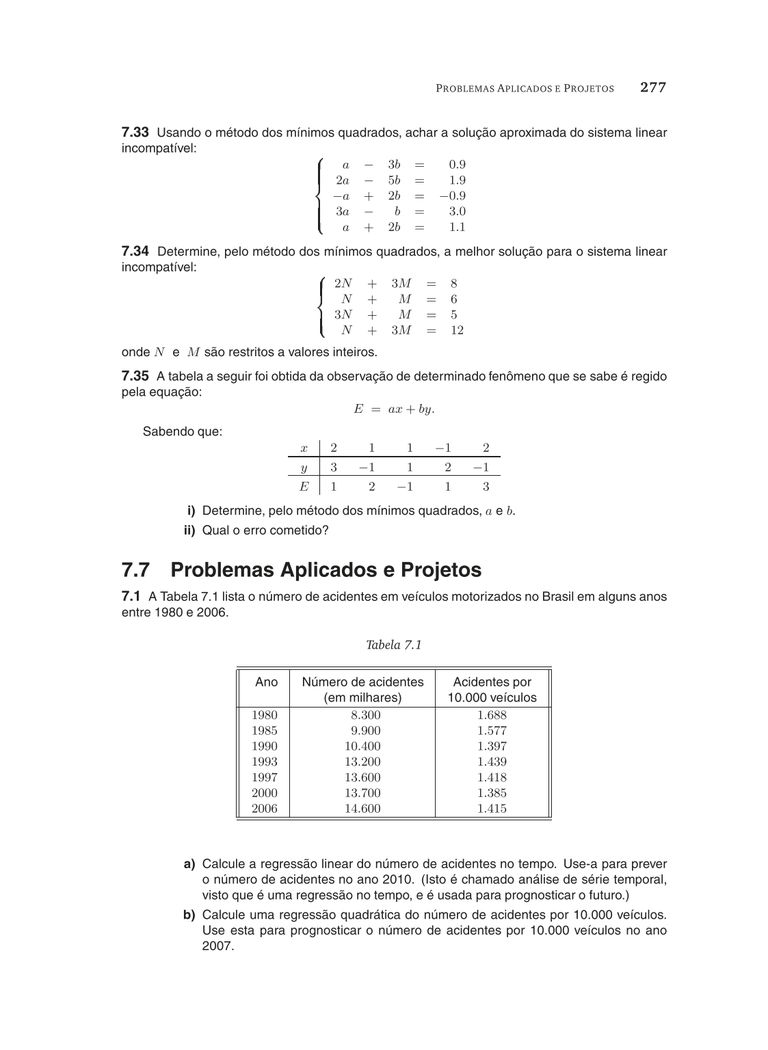 PROBLEMAS APLICADOS E PROJETOS 277
7.33 Usando o método dos mínimos quadrados, achar a solução aproximada do sistema linear
incompatível:
a − 3b = 0.9
2a − 5b = 1.9
−a + 2b = −0.9
3a − b = 3.0
a + 2b = 1.1
7.34 Determine, pelo método dos mínimos quadrados, a melhor solução para o sistema linear
incompatível:
2N + 3M = 8
N + M = 6
3N + M = 5
N + 3M = 12
onde N e M são restritos a valores inteiros.
7.35 A tabela a seguir foi obtida da observação de determinado fenômeno que se sabe é regido
pela equação:
E = ax + by.
Sabendo que:
x 2 1 1 −1 2
y 3 −1 1 2 −1
E 1 2 −1 1 3
i) Determine, pelo método dos mínimos quadrados, a e b.
ii) Qual o erro cometido?
7.7 Problemas Aplicados e Projetos
7.1 A Tabela 7.1 lista o número de acidentes em veículos motorizados no Brasil em alguns anos
entre 1980 e 2006.
Tabela 7.1
Ano Número de acidentes Acidentes por
(em milhares) 10.000 veículos
1980 8.300 1.688
1985 9.900 1.577
1990 10.400 1.397
1993 13.200 1.439
1997 13.600 1.418
2000 13.700 1.385
2006 14.600 1.415
a) Calcule a regressão linear do número de acidentes no tempo. Use-a para prever
o número de acidentes no ano 2010. (Isto é chamado análise de série temporal,
visto que é uma regressão no tempo, e é usada para prognosticar o futuro.)
b) Calcule uma regressão quadrática do número de acidentes por 10.000 veículos.
Use esta para prognosticar o número de acidentes por 10.000 veículos no ano
2007.